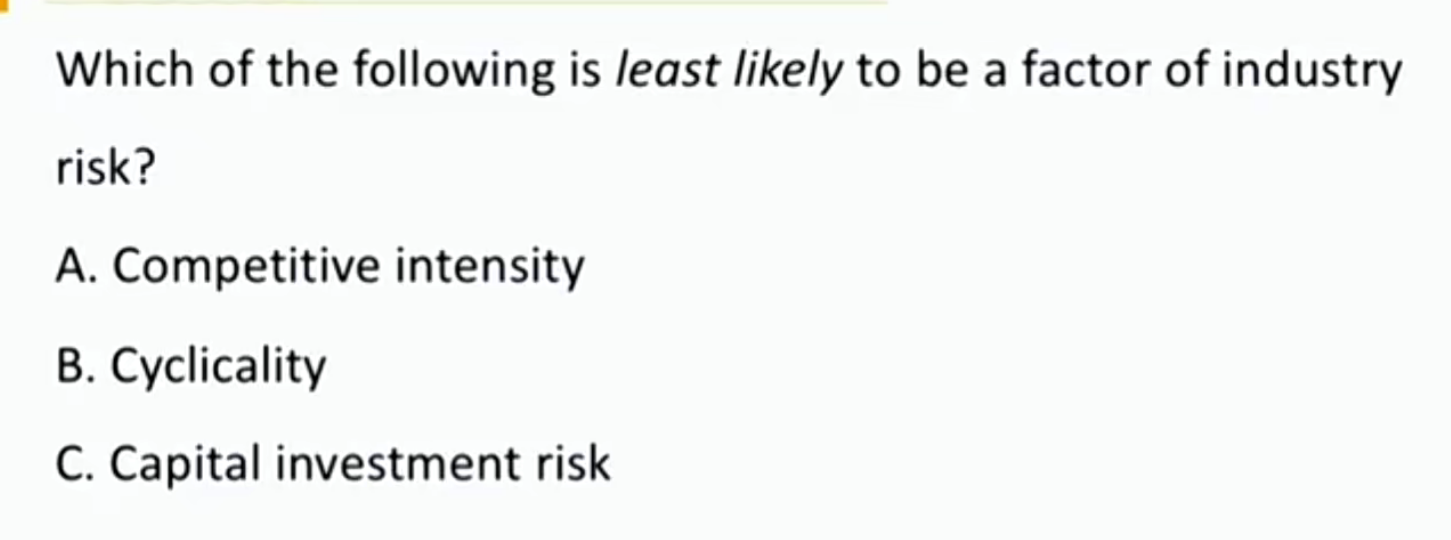 Which of the following is least likely to be a factor of industry
risk?
A. Competitive intensity
B. Cyclicality
C. Capital investment risk